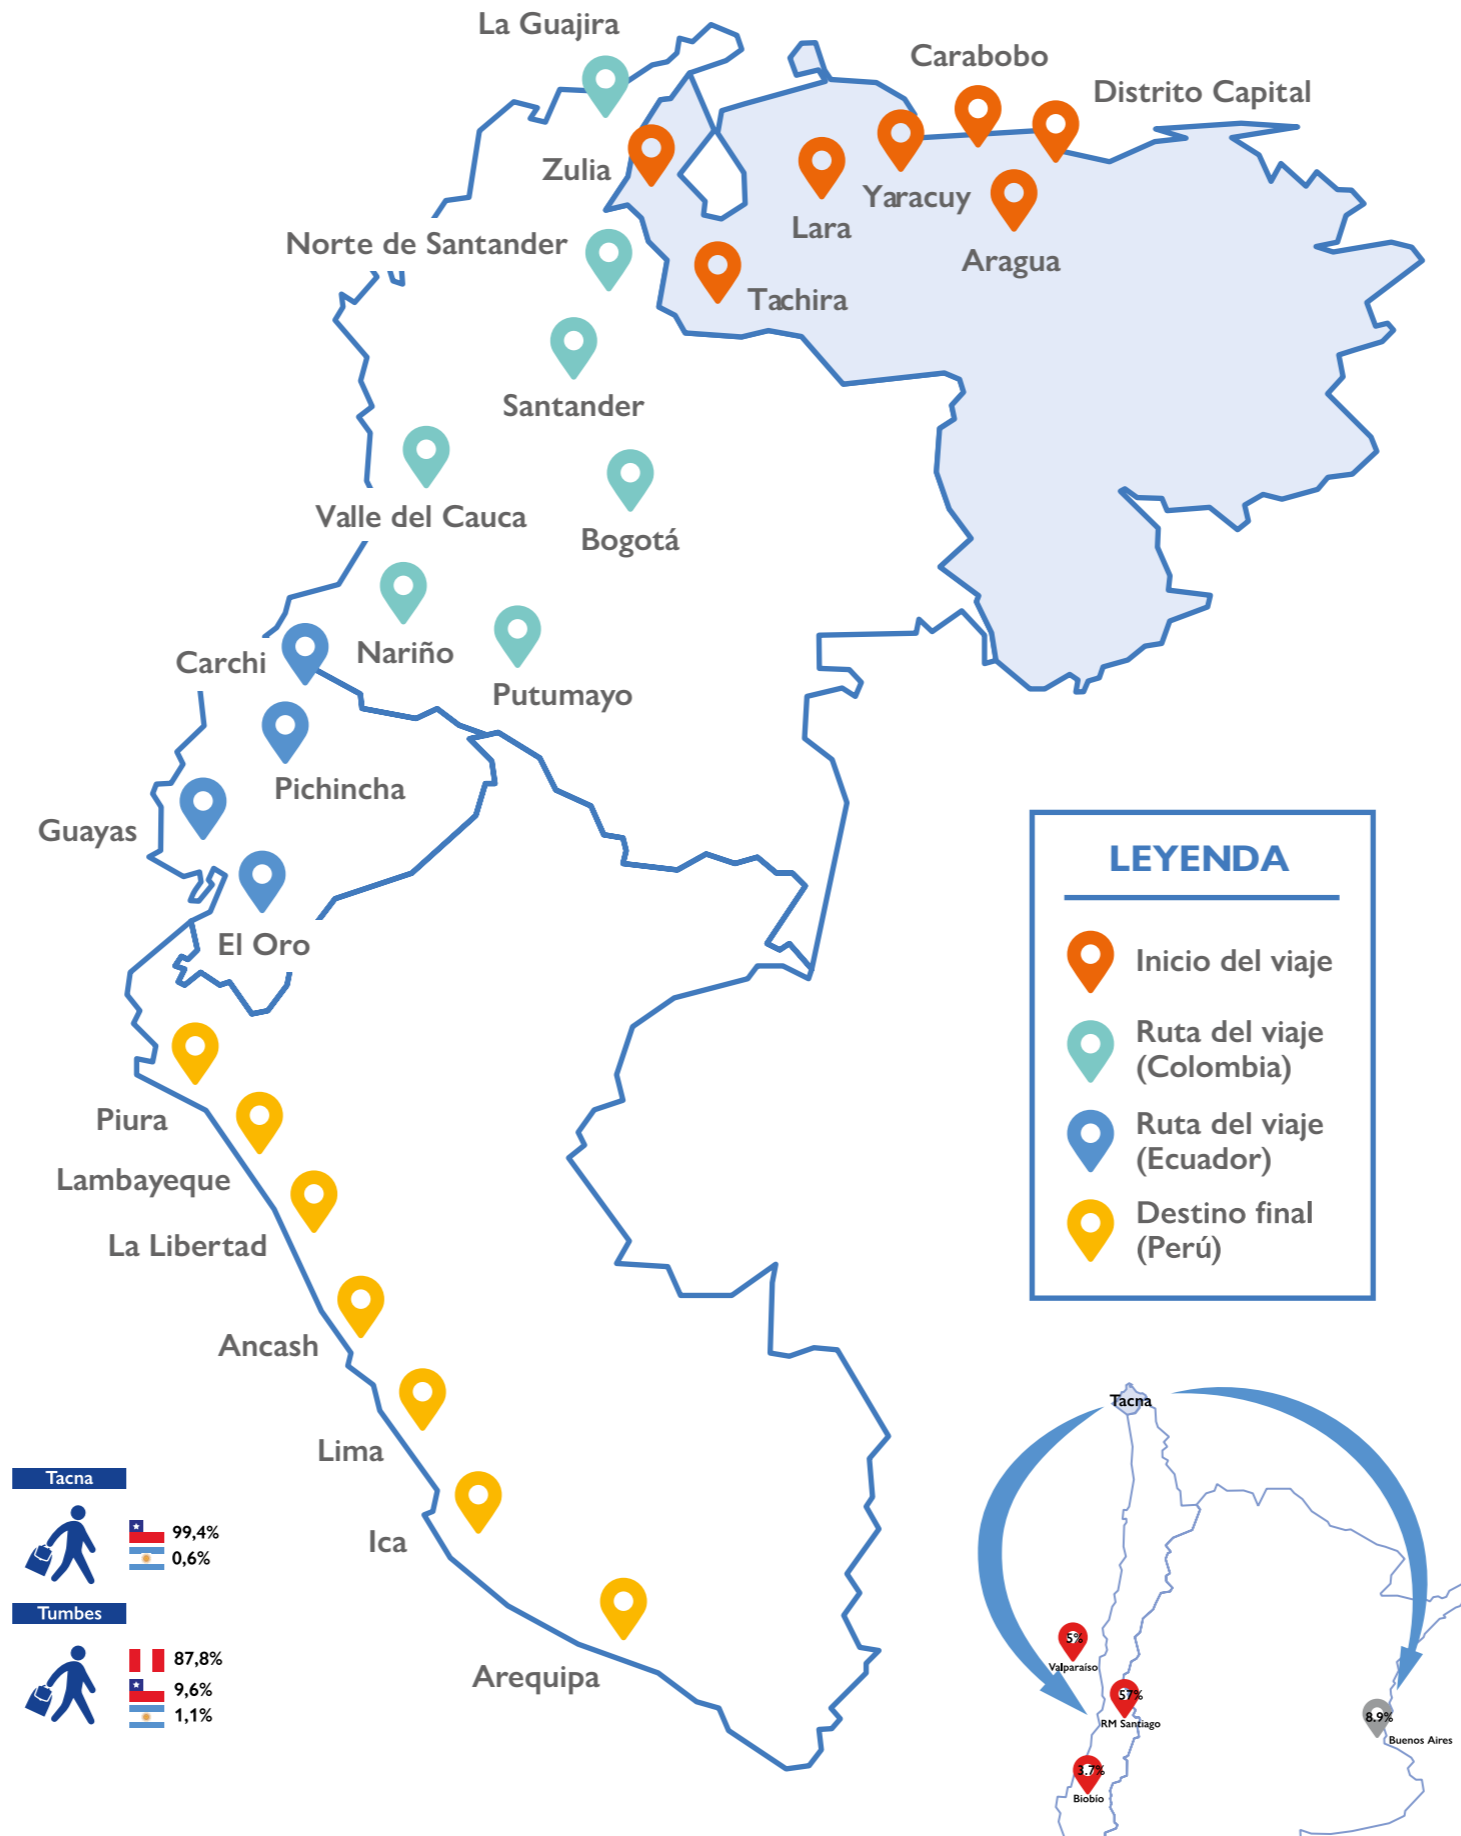 La Guajira
Carabobo
Distrito Capital
Zulia
Yaracuy
Lara
Norte de Santander
Aragua
Tachira
Santander
Valle del Cauca
Bogotá
Nariño
Carchi
Putumayo
Pichincha
Guayas
El Oro
LEYENDA
Inicio del viaje
Ruta del viaje
(Colombia)
Ruta del viaje
(Ecuador)
Destino final
(Perú)
Piura
Lambayeque
La Libertad
Ancash
Lima
Ica
Arequipa
Tacna
99,4%
0,6%
Tumbes
87,8%
9,6%
1,1%
Tacna
5%
Valparaíso
57%
RM Santiago
8.9%
Buenos Aires
3.7%
Biobío